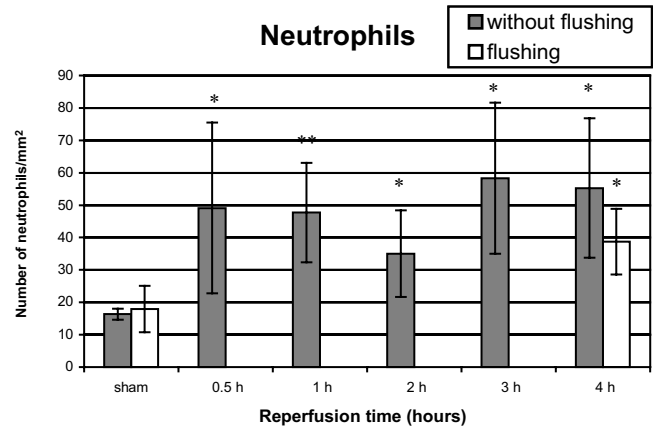 Neutrophils
without flushing
flushing
Number of neutrophils/mm²
90
80
70
60
50
40
30
20
10
0
*
**
*
*
*
*
sham
0.5 h
1 h
2 h
3 h
4 h
Reperfusion time (hours)